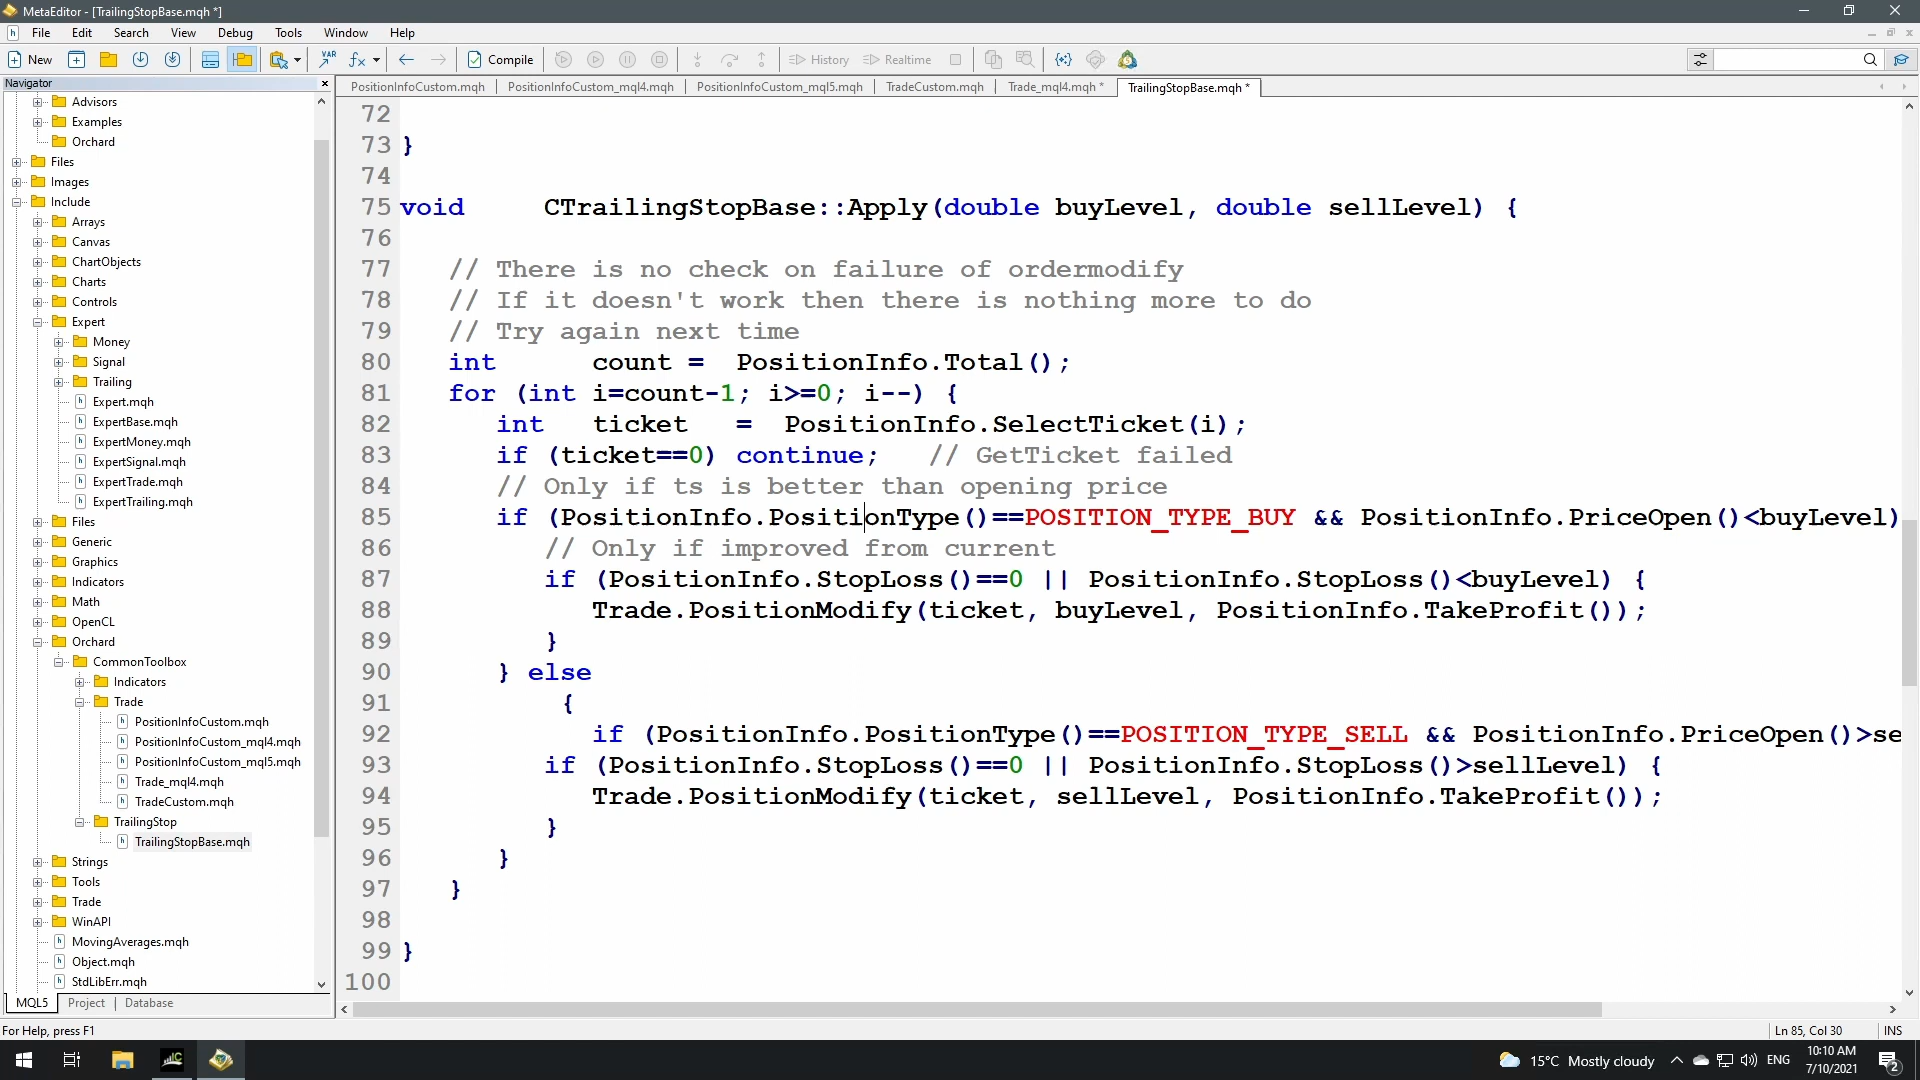 MetaEditor - [TrailingStopBase.mqh *]
File Edit Search View Debug Tools Window Help
New VAR fx Compile History Realtime
Navigator
PositionInfoCustom.mqh PositionInfoCustom_mql4.mqh PositionInfoCustom_mql5.mqh TradeCustom.mqh Trade_mql4.mqh * TrailingStopBase.mqh *
Advisors
Examples
Orchard
Files
Images
Include
Arrays
Canvas
ChartObjects
Charts
Controls
Expert
Money
Signal
Trailing
Expert.mqh
ExpertBase.mqh
ExpertMoney.mqh
ExpertSignal.mqh
ExpertTrade.mqh
ExpertTrailing.mqh
Files
Generic
Graphics
Indicators
Math
OpenCL
Orchard
CommonToolbox
Indicators
Trade
PositionInfoCustom.mqh
PositionInfoCustom_mql4.mqh
PositionInfoCustom_mql5.mqh
Trade_mql4.mqh
TradeCustom.mqh
TrailingStop
TrailingStopBase.mqh
Strings
Tools
Trade
WinAPI
MovingAverages.mqh
Object.mqh
StdLibErr.mqh
MQL5 Project | Database
72
73 }
74
75 void CTrailingStopBase::Apply(double buyLevel, double sellLevel) {
76
77 // There is no check on failure of ordermodify
78 // If it doesn't work then there is nothing more to do
79 // Try again next time
80 int count = PositionInfo.Total();
81 for (int i=count-1; i>=0; i--) {
82 int ticket = PositionInfo.SelectTicket(i);
83 if (ticket==0) continue; // GetTicket failed
84 // Only if ts is better than opening price
85 if (PositionInfo.PositionType()==POSITION_TYPE_BUY && PositionInfo.PriceOpen()<buyLevel)
86 // Only if improved from current
87 if (PositionInfo.StopLoss()==0 || PositionInfo.StopLoss()<buyLevel) {
88 Trade.PositionModify(ticket, buyLevel, PositionInfo.TakeProfit());
89 }
90 } else
91 {
92 if (PositionInfo.PositionType()==POSITION_TYPE_SELL && PositionInfo.PriceOpen()>se
93 if (PositionInfo.StopLoss()==0 || PositionInfo.StopLoss()>sellLevel) {
94 Trade.PositionModify(ticket, sellLevel, PositionInfo.TakeProfit());
95 }
96 }
97 }
98
99 }
100
For Help, press F1 Ln 85, Col 30 INS
15°C Mostly cloudy ENG 10:10 AM
7/10/2021 2